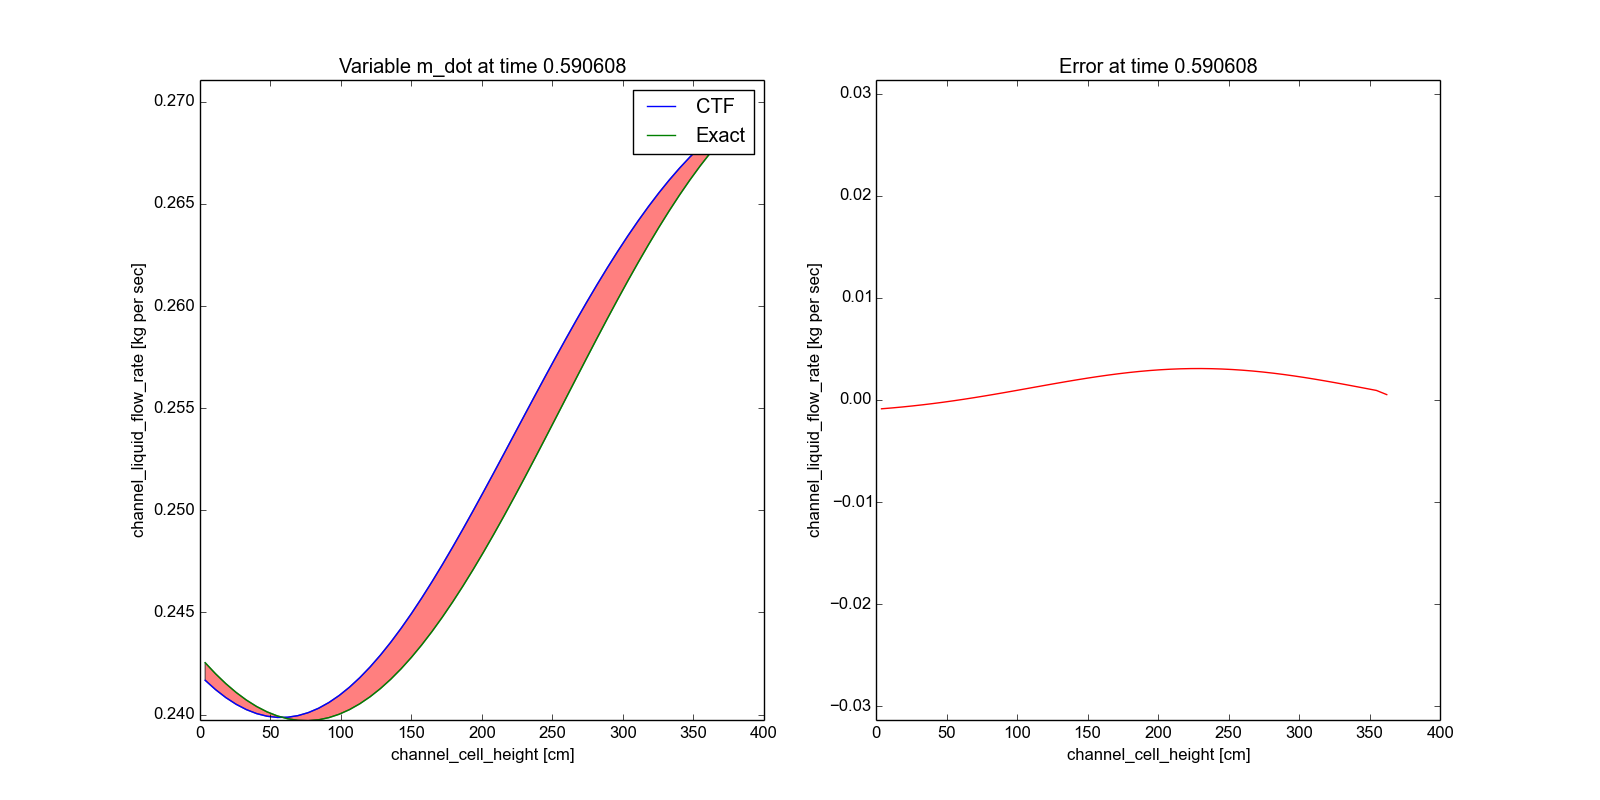 Variable m_dot at time 0.590608
0.270
0.265
0.260
0.255
0.250
0.245
0.240
channel_liquid_flow_rate [kg per sec]
CTF
Exact
0 50 100 150 200 250 300 350 400
channel_cell_height [cm]
Error at time 0.590608
0.03
0.02
0.01
0.00
−0.01
−0.02
−0.03
channel_liquid_flow_rate [kg per sec]
0 50 100 150 200 250 300 350 400
channel_cell_height [cm]